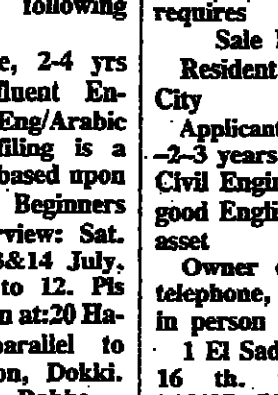 following
e, 2-4 yrs
fluent En-
Eng/Arabic
filing is a
based upon
Beginners
rview: Sat.
3&14 July,
to 12. Pls
n at:20 Ha-
parallel to
on, Dokki.
requires
Sale
Resident
City
Applicant
-2-3 years
Civil Engin
good Engli
asset
Owner
telephone,
in person
1 El Sad
16 th.